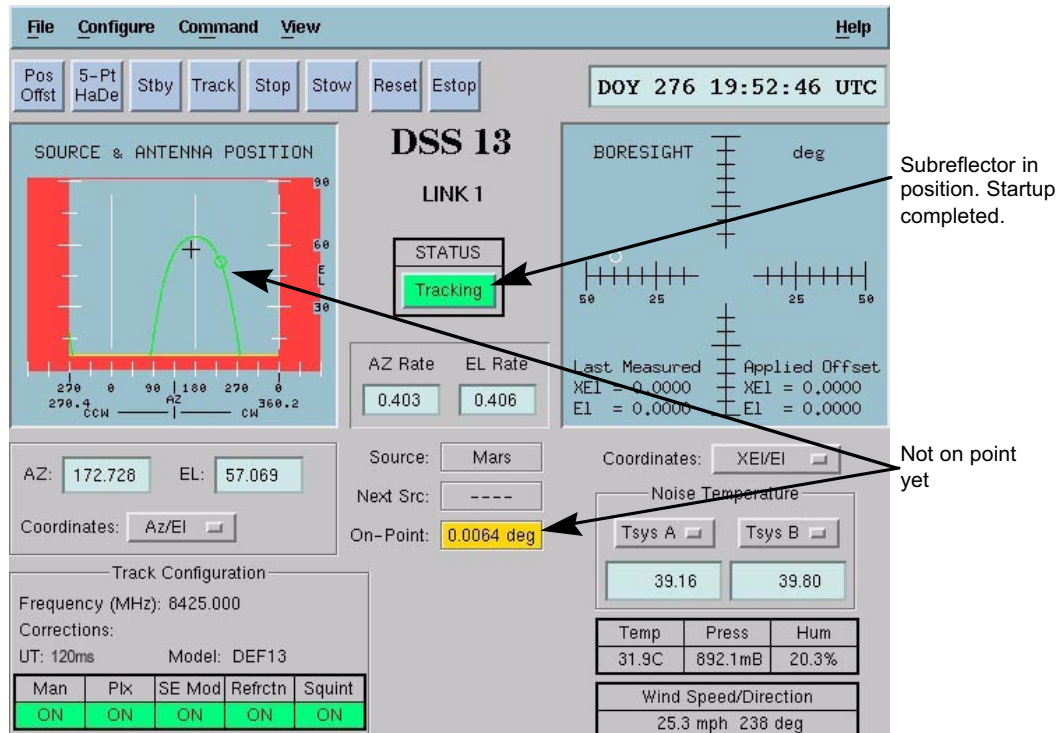 File Configure Command View Help
Pos Offst
5-Pt HaDe
Stby
Track
Stop
Stow
Reset
Estop
DOY 276 19:52:46 UTC
SOURCE & ANTENNA POSITION
90
60
EL
30
270 0 90 180 270 0
270.4 AZ 360.2
CCW CW
DSS 13
LINK 1
STATUS
Tracking
AZ Rate EL Rate
0.403 0.406
BORESIGHT deg
50 25 25 50
Last Measured Applied Offset
XEl = 0.0000 XEl = 0.0000
El = 0.0000 El = 0.0000
Subreflector in
position. Startup
completed.
Not on point
yet
AZ: 172.728 EL: 57.069
Coordinates: Az/El
Source: Mars
Next Src: ----
On-Point: 0.0064 deg
Coordinates: XEl/El
Noise Temperature
Tsys A Tsys B
39.16 39.80
Track Configuration
Frequency (MHz): 8425.000
Corrections:
UT: 120ms Model: DEF13
Man Plx SE Mod Refrctn Squint
ON ON ON ON ON
Temp Press Hum
31.9C 892.1mB 20.3%
Wind Speed/Direction
25.3 mph 238 deg